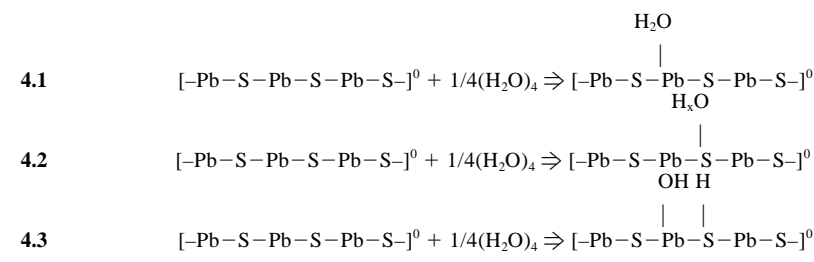 H₂O
|
4.1 [–Pb–S–Pb–S–Pb–S–]⁰ + 1/4(H₂O)₄ ⇒ [–Pb–S–Pb–S–Pb–S–]⁰
HₓO
|
4.2 [–Pb–S–Pb–S–Pb–S–]⁰ + 1/4(H₂O)₄ ⇒ [–Pb–S–Pb–S–Pb–S–]⁰
OH H
| |
4.3 [–Pb–S–Pb–S–Pb–S–]⁰ + 1/4(H₂O)₄ ⇒ [–Pb–S–Pb–S–Pb–S–]⁰